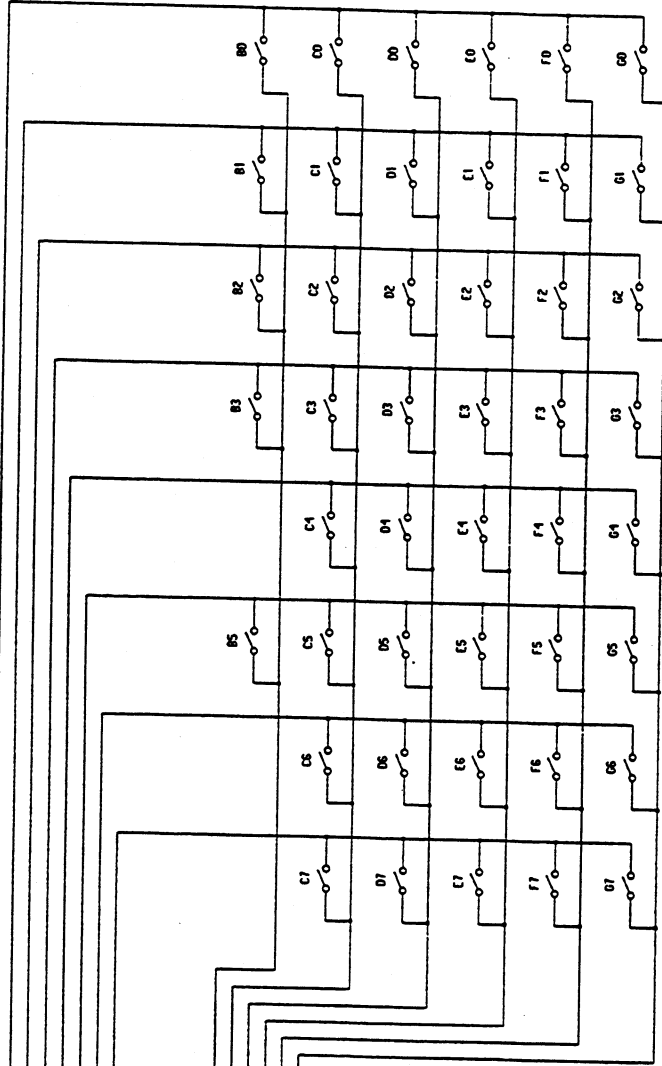 B0 C0 D0 E0 F0 G0
B1 C1 D1 E1 F1 G1
B2 C2 D2 E2 F2 G2
B3 C3 D3 E3 F3 G3
C4 D4 E4 F4 G4
B5 C5 D5 E5 F5 G5
C6 D6 E6 F6 G6
C7 D7 E7 F7 G7